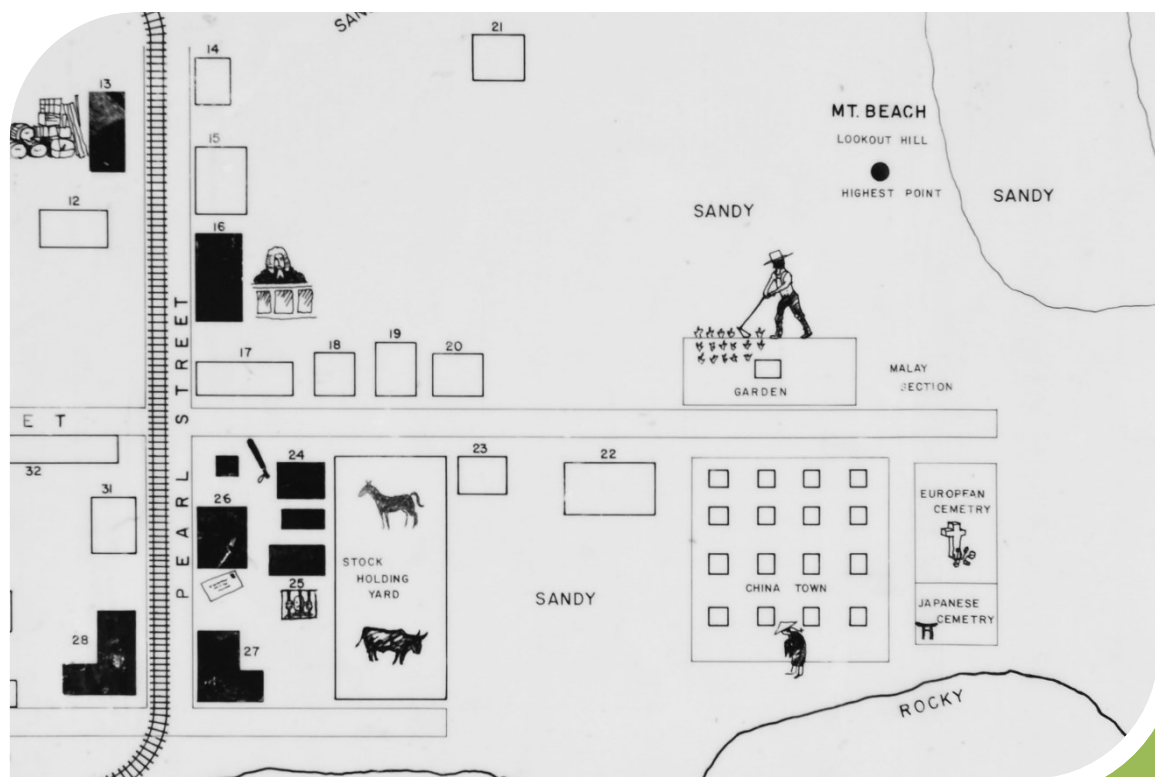 SAN
21
14
13
MT. BEACH
LOOKOUT HILL
HIGHEST POINT
15
12
SANDY
SANDY
16
STREET
17
18
19
20
MALAY
SECTION
GARDEN
ET
32
31
PEARL
24
23
22
26
STOCK
HOLDING
YARD
25
SANDY
CHINA TOWN
EUROPEAN
CEMETRY
JAPANESE
CEMETRY
28
27
ROCKY